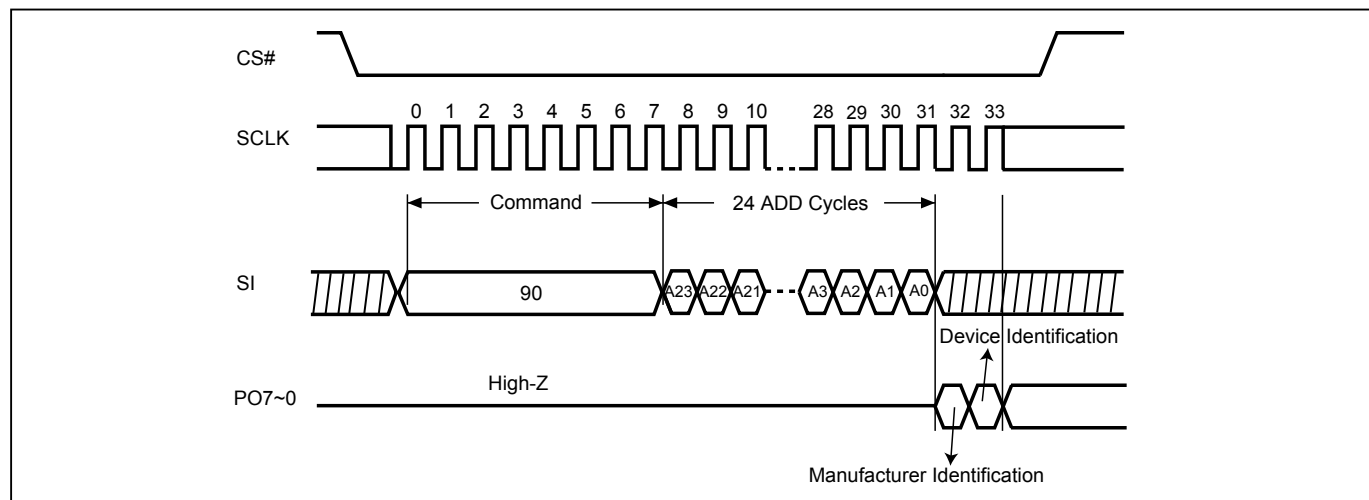 CS#
0 1 2 3 4 5 6 7 8 9 10 28 29 30 31 32 33
SCLK
Command 24 ADD Cycles
SI 90 A23 A22 A21 A3 A2 A1 A0
Device Identification
High-Z
PO7~0
Manufacturer Identification